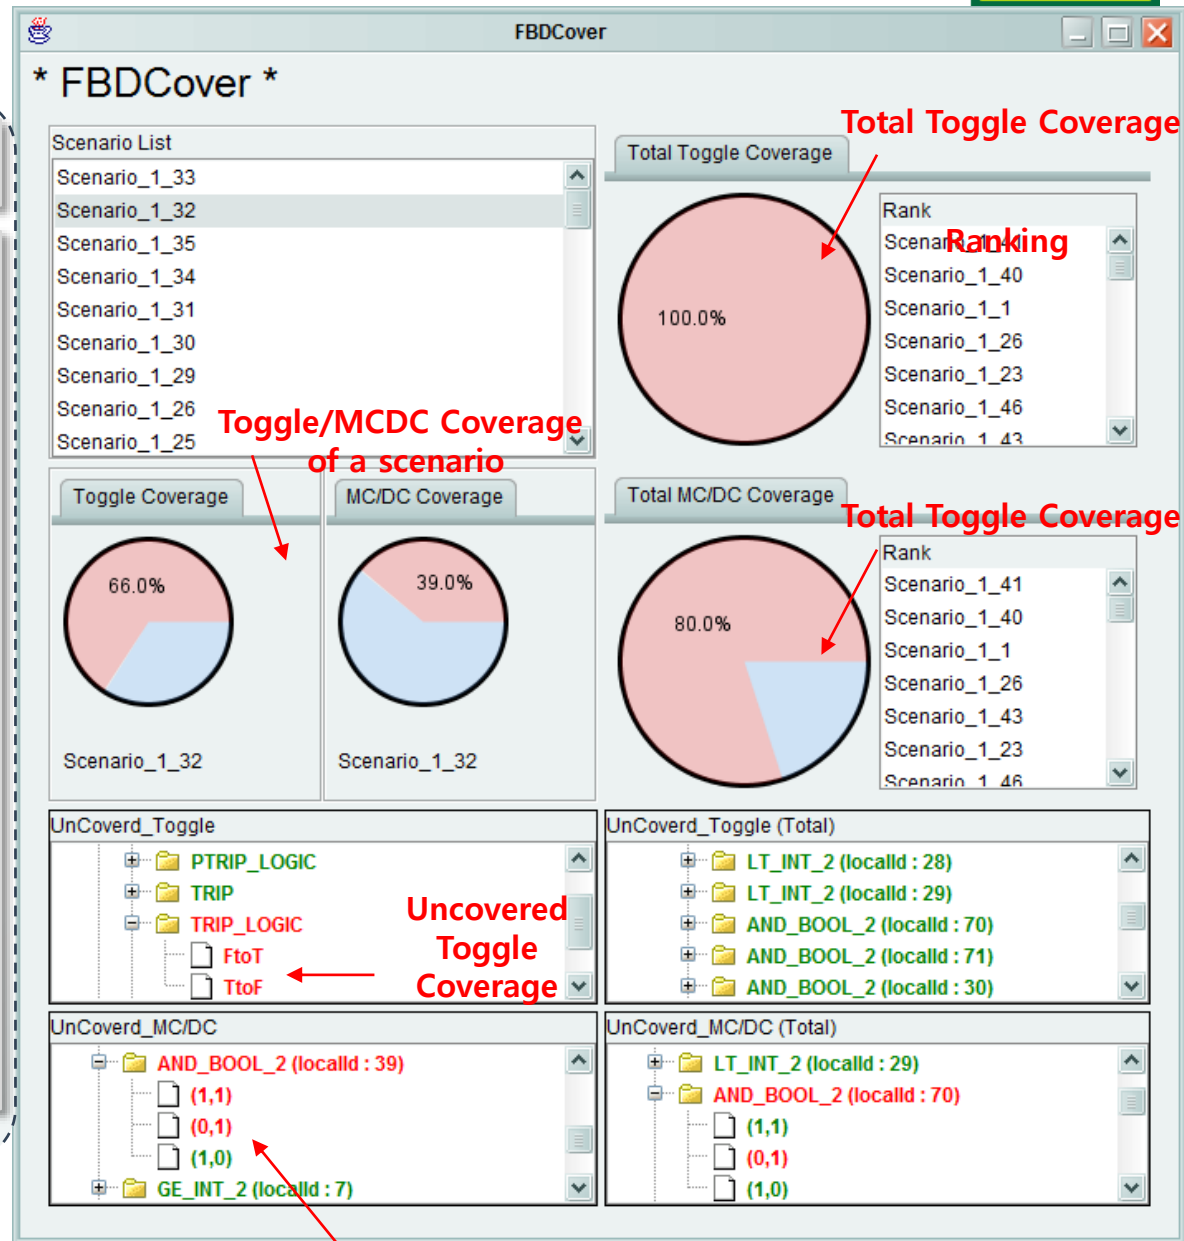 FBDCover
* FBDCover *
Total Toggle Coverage
Scenario List
Scenario_1_33
Scenario_1_32
Scenario_1_35
Scenario_1_34
Scenario_1_31
Scenario_1_30
Scenario_1_29
Scenario_1_26
Scenario_1_25
Total Toggle Coverage
100.0%
Rank
Ranking
Scenario_1_41
Scenario_1_40
Scenario_1_1
Scenario_1_26
Scenario_1_23
Scenario_1_46
Scenario_1_43
Toggle/MCDC Coverage
of a scenario
Toggle Coverage
66.0%
Scenario_1_32
MC/DC Coverage
39.0%
Scenario_1_32
Total MC/DC Coverage
Total Toggle Coverage
80.0%
Rank
Scenario_1_41
Scenario_1_40
Scenario_1_1
Scenario_1_26
Scenario_1_43
Scenario_1_23
Scenario_1_46
UnCoverd_Toggle
PTRIP_LOGIC
TRIP
TRIP_LOGIC
FtoT
TtoF
Uncovered
Toggle
Coverage
UnCoverd_Toggle (Total)
LT_INT_2 (localId : 28)
LT_INT_2 (localId : 29)
AND_BOOL_2 (localId : 70)
AND_BOOL_2 (localId : 71)
AND_BOOL_2 (localId : 30)
UnCoverd_MC/DC
AND_BOOL_2 (localId : 39)
(1,1)
(0,1)
(1,0)
GE_INT_2 (localId : 7)
UnCoverd_MC/DC (Total)
LT_INT_2 (localId : 29)
AND_BOOL_2 (localId : 70)
(1,1)
(0,1)
(1,0)